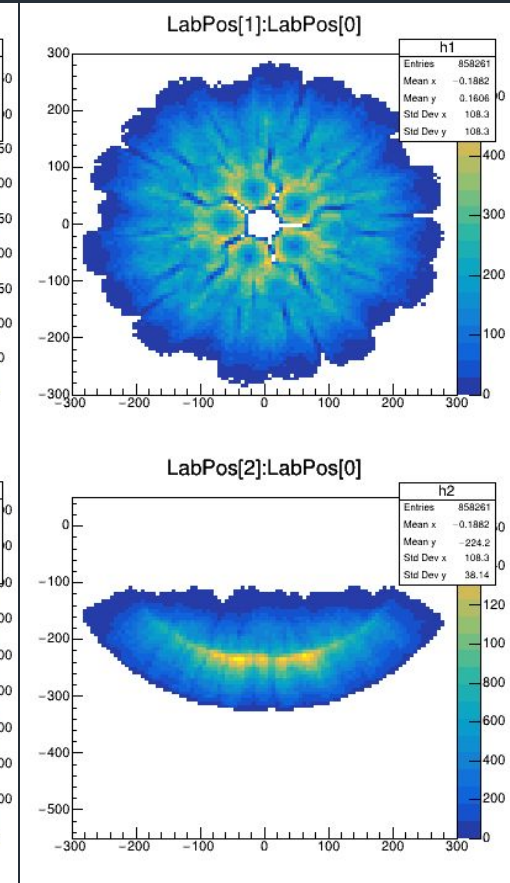 LabPos[1]:LabPos[0]
h1
Entries 858261
Mean x −0.1882
Mean y 0.1606
Std Dev x 108.3
Std Dev y 108.3
300
200
100
0
−100
−200
−300
−300 −200 −100 0 100 200 300
400
300
200
100
0
LabPos[2]:LabPos[0]
h2
Entries 858261
Mean x −0.1882
Mean y −224.2
Std Dev x 108.3
Std Dev y 38.14
0
−100
−200
−300
−400
−500
−300 −200 −100 0 100 200 300
120
100
800
600
400
200
0